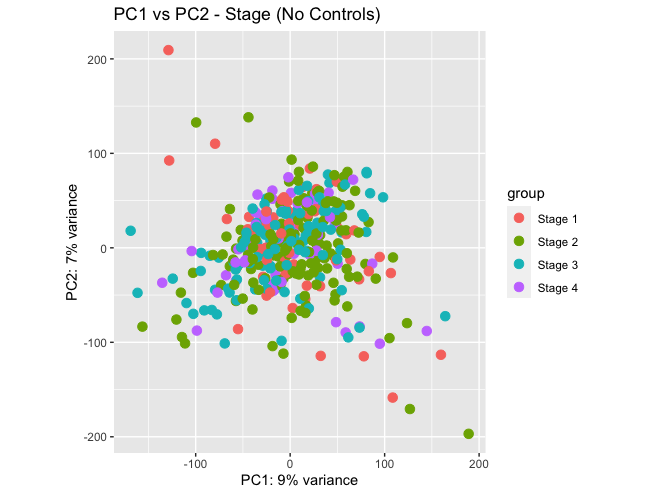 PC1 vs PC2 - Stage (No Controls)
200
100
0
-100
-200
PC2: 7% variance
-100
0
100
200
PC1: 9% variance
group
Stage 1
Stage 2
Stage 3
Stage 4